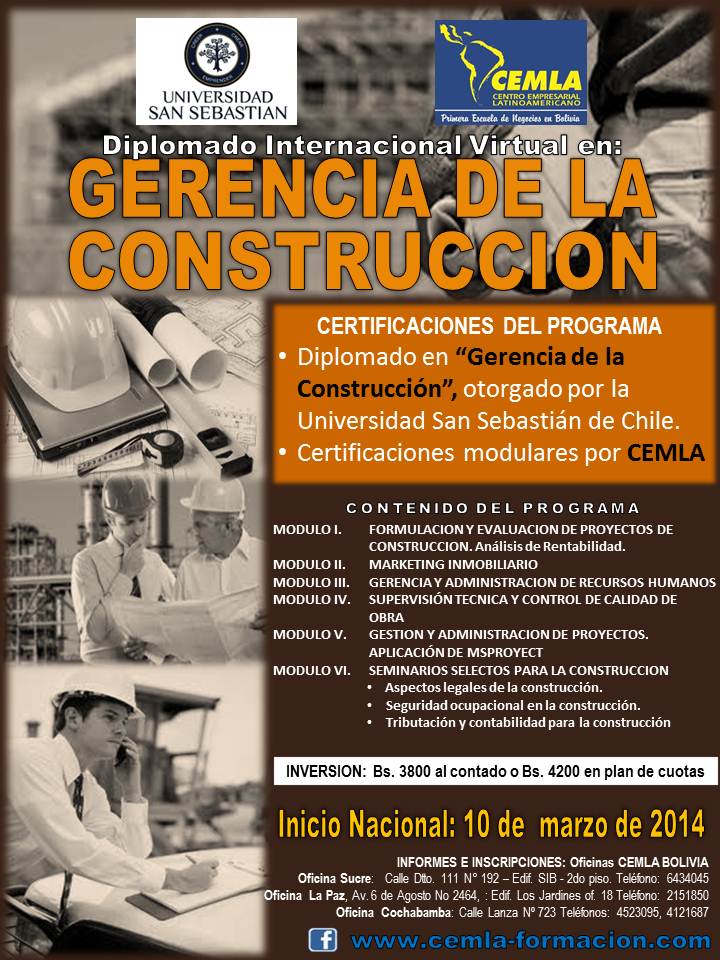 CREER CREAR
EMPRENDER
UNIVERSIDAD
SAN SEBASTIAN
CEMLA
CENTRO EMPRESARIAL
LATINOAMERICANO
Primera Escuela de Negocios en Bolivia
Diplomado Internacional Virtual en:
GERENCIA DE LA
CONSTRUCCION
CERTIFICACIONES DEL PROGRAMA
• Diplomado en “Gerencia de la
Construcción”, otorgado por la
Universidad San Sebastián de Chile.
• Certificaciones modulares por CEMLA
CONTENIDO DEL PROGRAMA
MODULO I. FORMULACION Y EVALUACION DE PROYECTOS DE
CONSTRUCCION. Análisis de Rentabilidad.
MODULO II. MARKETING INMOBILIARIO
MODULO III. GERENCIA Y ADMINISTRACION DE RECURSOS HUMANOS
MODULO IV. SUPERVISIÓN TECNICA Y CONTROL DE CALIDAD DE
OBRA
MODULO V. GESTION Y ADMINISTRACION DE PROYECTOS.
APLICACIÓN DE MSPROYECT
MODULO VI. SEMINARIOS SELECTOS PARA LA CONSTRUCCION
• Aspectos legales de la construcción.
• Seguridad ocupacional en la construcción.
• Tributación y contabilidad para la construcción
INVERSION: Bs. 3800 al contado o Bs. 4200 en plan de cuotas
Inicio Nacional: 10 de marzo de 2014
INFORMES E INSCRIPCIONES: Oficinas CEMLA BOLIVIA
Oficina Sucre: Calle Dtto. 111 N° 192 – Edif. SIB - 2do piso. Teléfono: 6434045
Oficina La Paz, Av. 6 de Agosto No 2464, : Edif. Los Jardines of. 18 Teléfono: 2151850
Oficina Cochabamba: Calle Lanza Nº 723 Teléfonos: 4523095, 4121687
f www.cemla-formacion.com